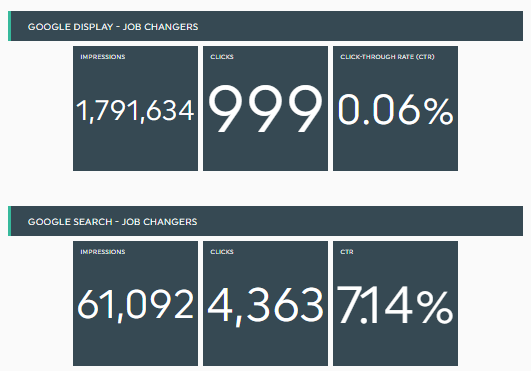 GOOGLE DISPLAY - JOB CHANGERS
IMPRESSIONS
1,791,634
CLICKS
999
CLICK-THROUGH RATE (CTR)
0.06%
GOOGLE SEARCH - JOB CHANGERS
IMPRESSIONS
61,092
CLICKS
4,363
CTR
7.14%